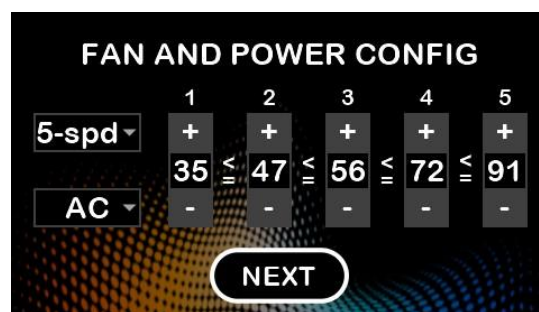 FAN AND POWER CONFIG
1 2 3 4 5
5-spd + + + + +
35 ≤ 47 ≤ 56 ≤ 72 ≤ 91
AC - - - - -
NEXT